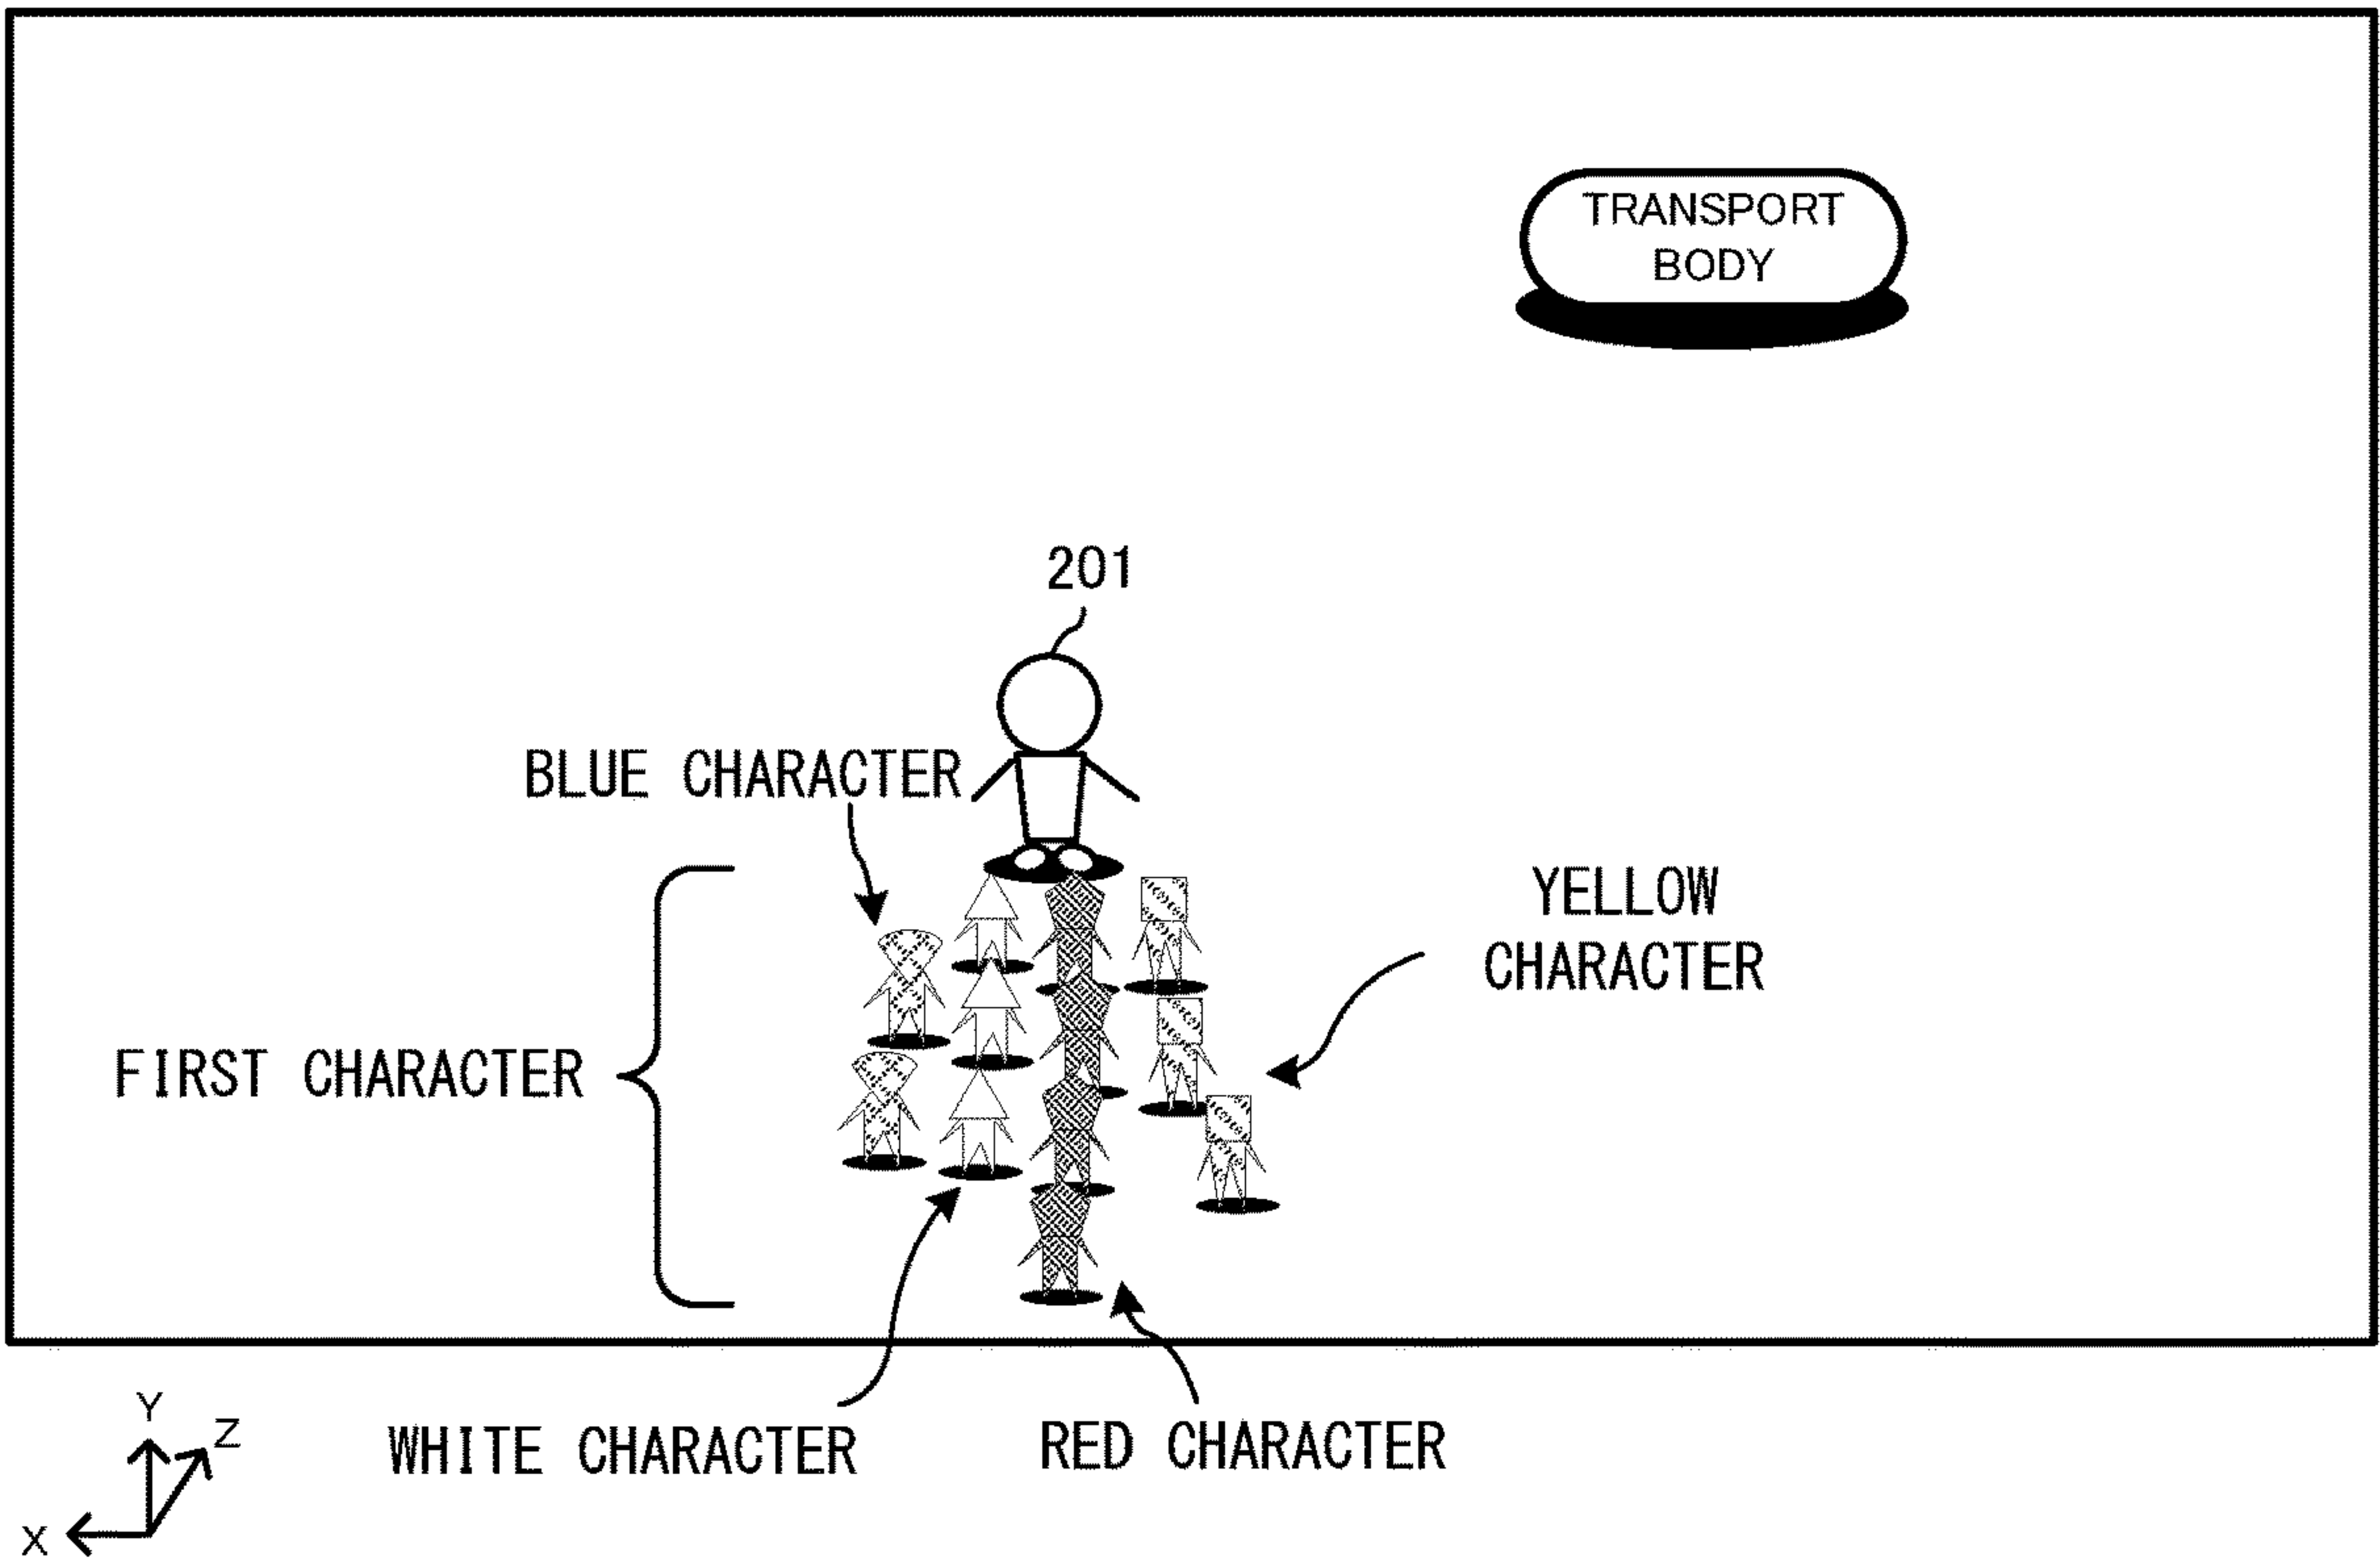 TRANSPORT
BODY
201
BLUE CHARACTER
YELLOW
CHARACTER
FIRST CHARACTER
WHITE CHARACTER
RED CHARACTER
Y
Z
X